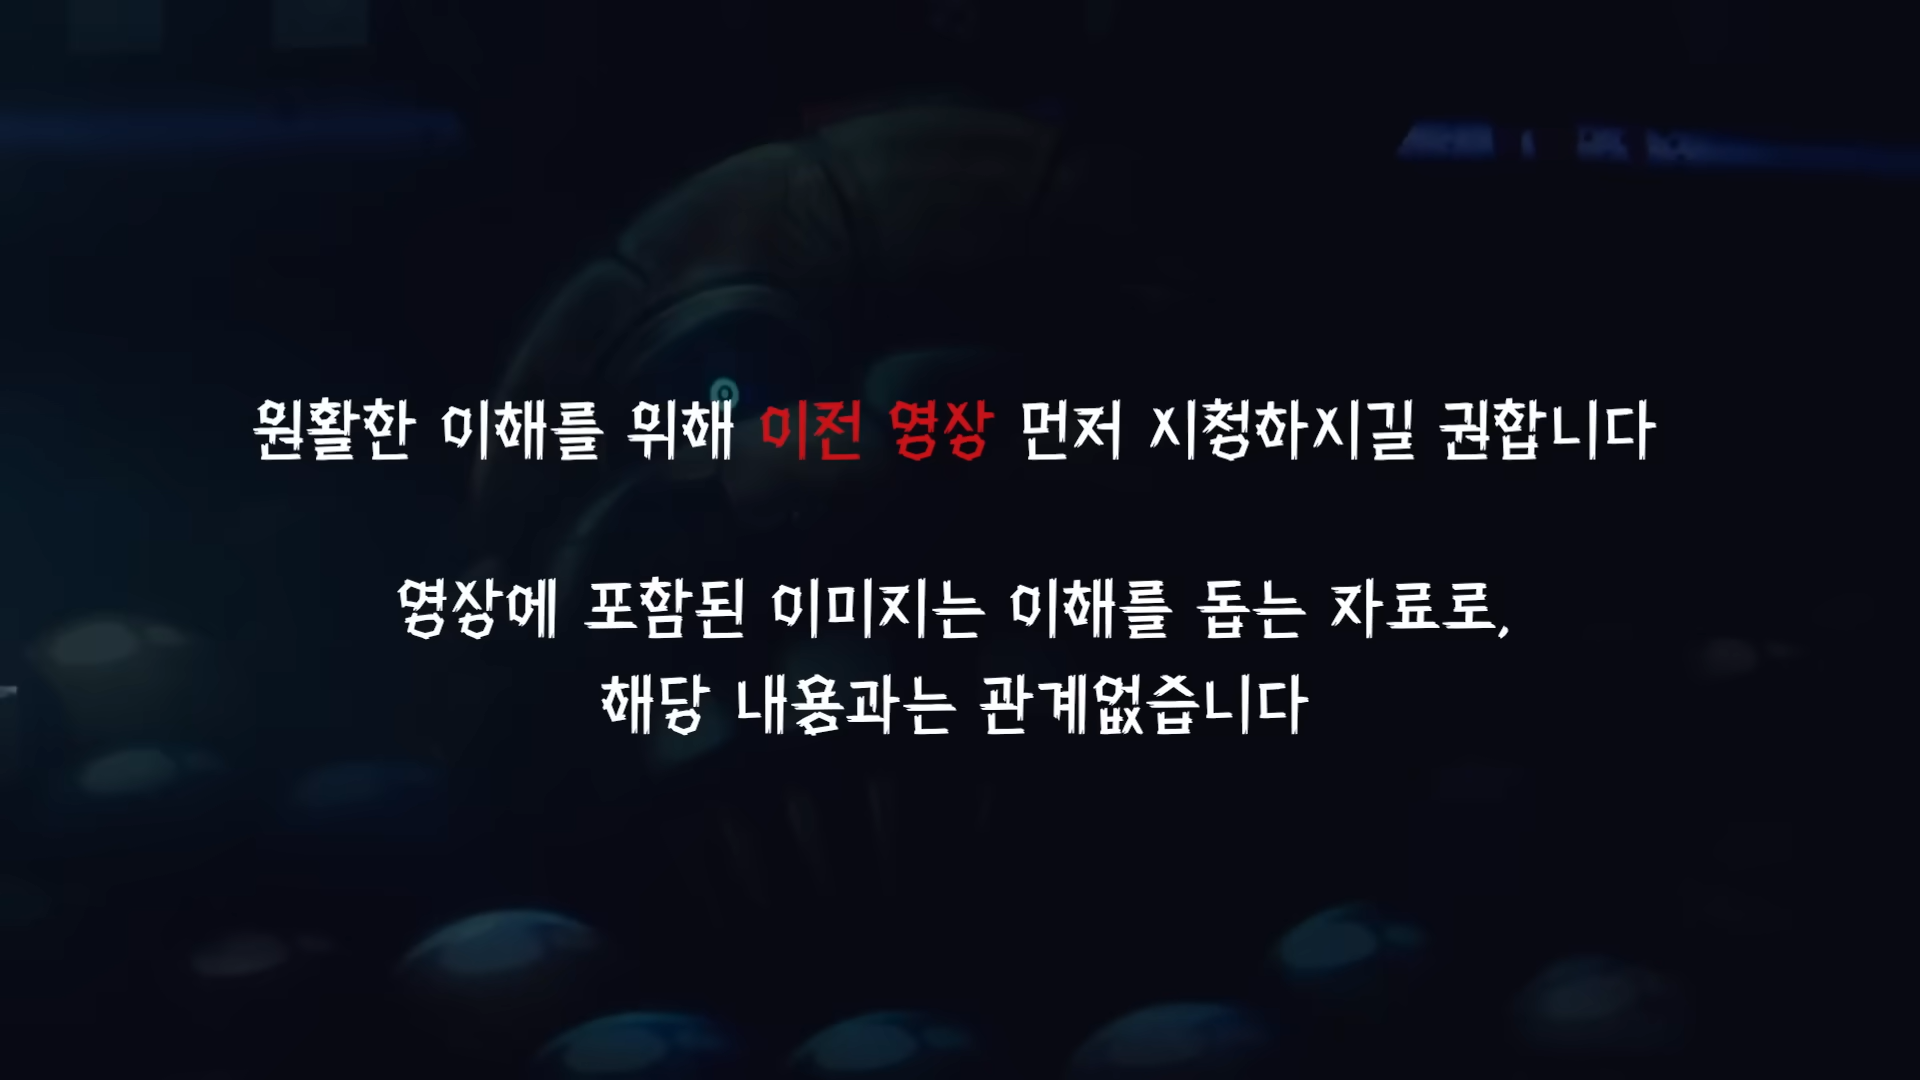 원활한 이해를 위해 이전 영상 먼저 시청하시길 권합니다
영상에 포함된 이미지는 이해를 돕는 자료로,
해당 내용과는 관계없습니다